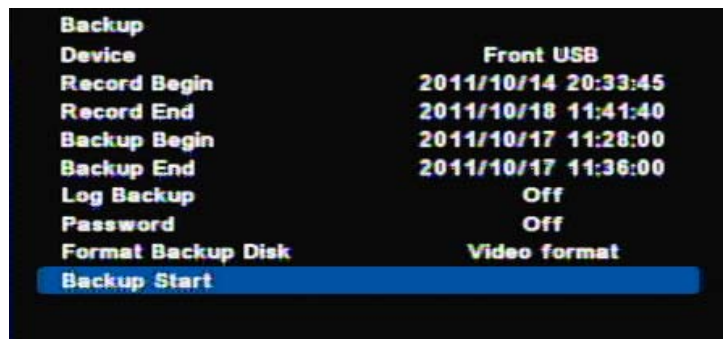 Backup
Device Front USB
Record Begin 2011/10/14 20:33:45
Record End 2011/10/18 11:41:40
Backup Begin 2011/10/17 11:28:00
Backup End 2011/10/17 11:36:00
Log Backup Off
Password Off
Format Backup Disk Video format
Backup Start